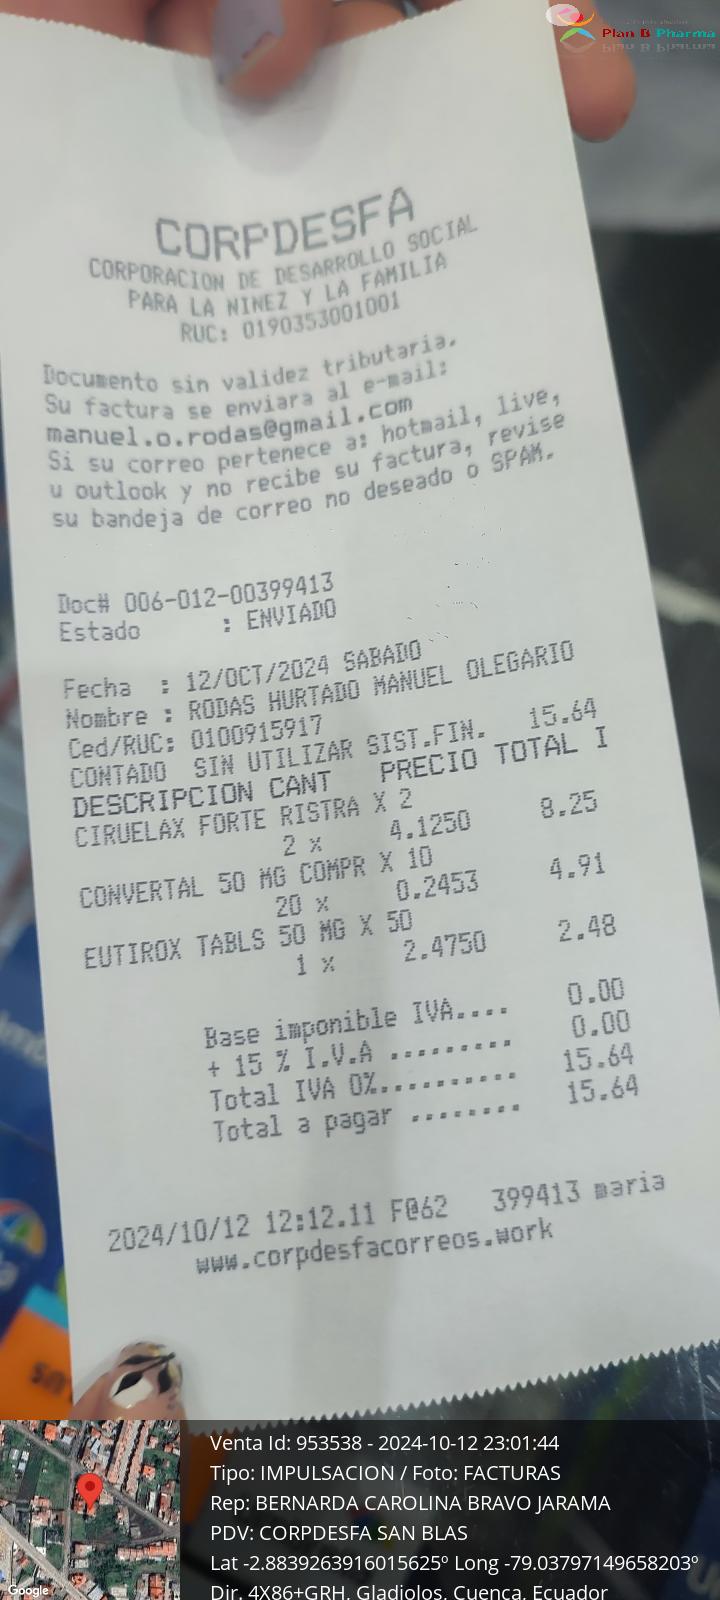 Plan B Pharma
CORPDESFA
CORPORACION DE DESARROLLO SOCIAL
PARA LA NINEZ Y LA FAMILIA
RUC: 0190353001001
Documento sin validez tributaria.
Su factura se enviara al e-mail:
manuel.o.rodas@gmail.com
Si su correo pertenece a: hotmail, live,
u outlook y no recibe su factura, revise
su bandeja de correo no deseado o SPAM.
Doc# 006-012-00399413
Estado : ENVIADO
Fecha : 12/OCT/2024 SABADO
Nombre : RODAS HURTADO MANUEL OLEGARIO
Ced/RUC: 0100915917
CONTADO SIN UTILIZAR SIST.FIN. 15.64
DESCRIPCION CANT PRECIO TOTAL I
CIRUELAX FORTE RISTRA X 2
2 x 4.1250 8.25
CONVERTAL 50 MG COMPR X 10
20 x 0.2453 4.91
EUTIROX TABLS 50 MG X 50
1 x 2.4750 2.48
Base imponible IVA.... 0.00
+ 15 % I.V.A ......... 0.00
Total IVA 0%.......... 15.64
Total a pagar ........ 15.64
2024/10/12 12:12.11 F@62 399413 maria
www.corpdesfacorreos.work
Google
Venta Id: 953538 - 2024-10-12 23:01:44
Tipo: IMPULSACION / Foto: FACTURAS
Rep: BERNARDA CAROLINA BRAVO JARAMA
PDV: CORPDESFA SAN BLAS
Lat -2.8839263916015625º Long -79.03797149658203º
Dir. 4X86+GRH, Gladiolos, Cuenca, Ecuador